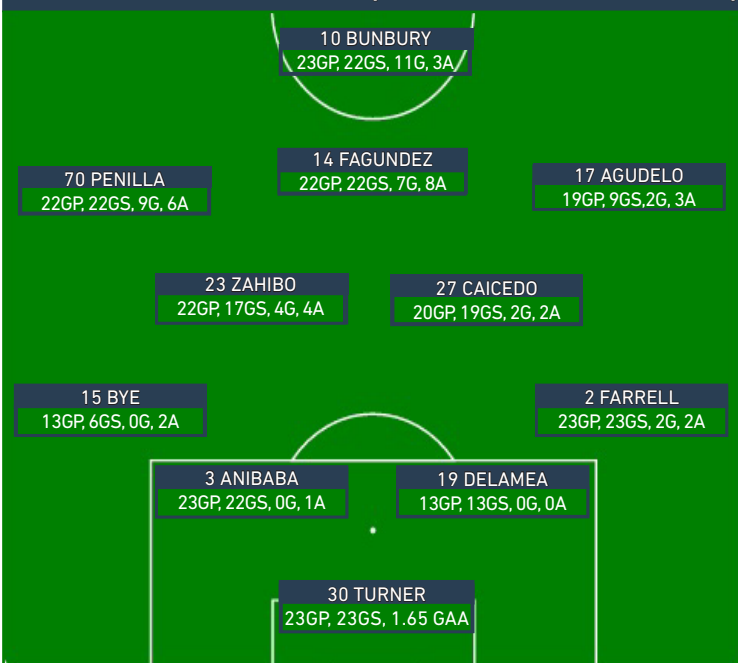 10 BUNBURY
23GP, 22GS, 11G, 3A
14 FAGUNDEZ
22GP, 22GS, 7G, 8A
70 PENILLA
22GP, 22GS, 9G, 6A
17 AGUDELO
19GP, 9GS,2G, 3A
23 ZAHIBO
22GP, 17GS, 4G, 4A
27 CAICEDO
20GP, 19GS, 2G, 2A
15 BYE
13GP, 6GS, 0G, 2A
2 FARRELL
23GP, 23GS, 2G, 2A
3 ANIBABA
23GP, 22GS, 0G, 1A
19 DELAMEA
13GP, 13GS, 0G, 0A
30 TURNER
23GP, 23GS, 1.65 GAA